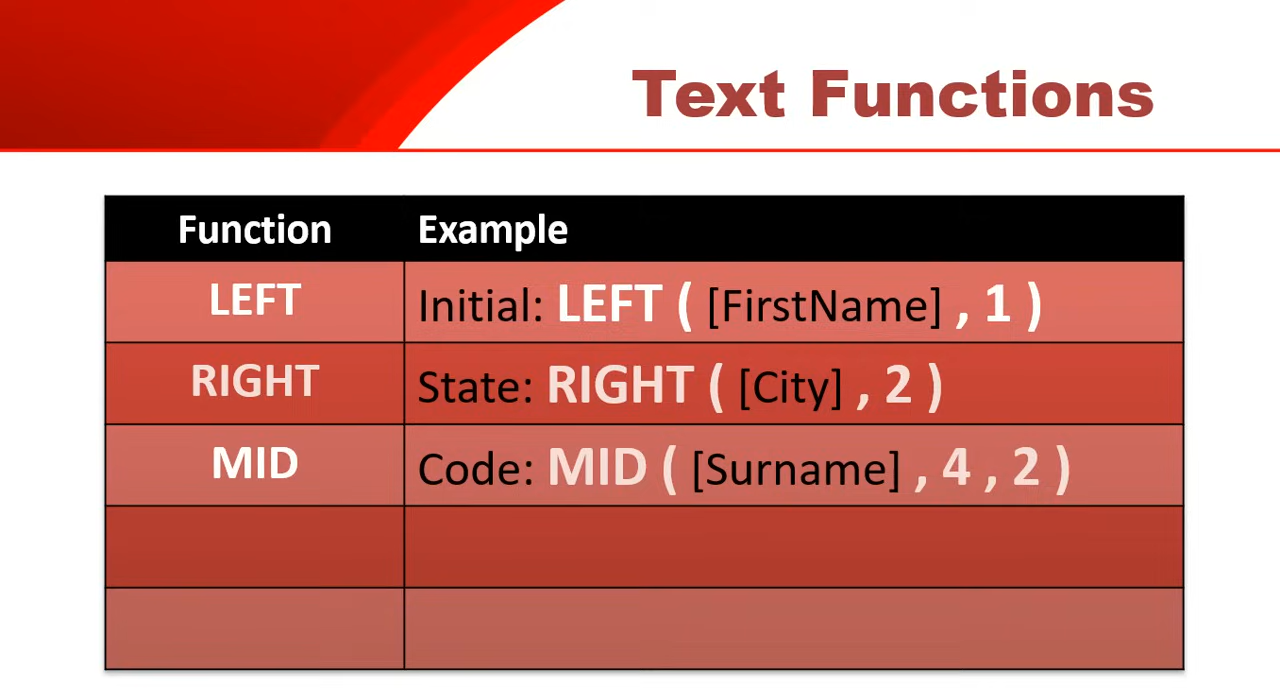 Text Functions
Function Example
LEFT Initial: LEFT ( [FirstName] , 1 )
RIGHT State: RIGHT ( [City] , 2 )
MID Code: MID ( [Surname] , 4 , 2 )